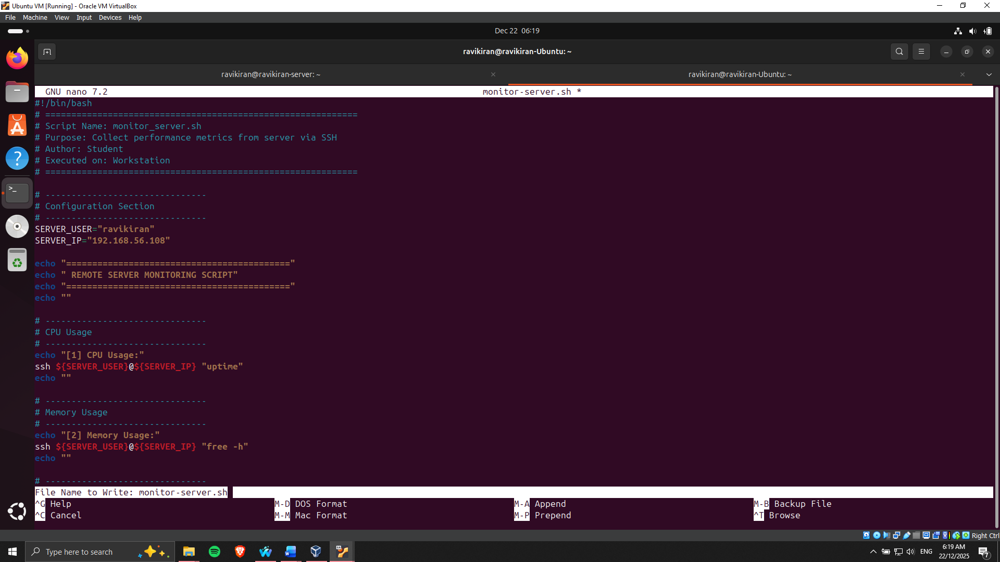 Ubuntu VM [Running] - Oracle VM VirtualBox
File Machine View Input Devices Help
Dec 22 06:19
ravikiran@ravikiran-Ubuntu: ~
ravikiran@ravikiran-server: ~
ravikiran@ravikiran-Ubuntu: ~
GNU nano 7.2 monitor-server.sh *
#!/bin/bash
# ============================================================
# Script Name: monitor_server.sh
# Purpose: Collect performance metrics from server via SSH
# Author: Student
# Executed on: Workstation
# ============================================================
# -------------------------------
# Configuration Section
# -------------------------------
SERVER_USER="ravikiran"
SERVER_IP="192.168.56.108"
echo "==========================================="
echo " REMOTE SERVER MONITORING SCRIPT"
echo "==========================================="
echo ""
# -------------------------------
# CPU Usage
# -------------------------------
echo "[1] CPU Usage:"
ssh ${SERVER_USER}@${SERVER_IP} "uptime"
echo ""
# -------------------------------
# Memory Usage
# -------------------------------
echo "[2] Memory Usage:"
ssh ${SERVER_USER}@${SERVER_IP} "free -h"
echo ""
# -------------------------------
File Name to Write: monitor-server.sh
^G Help M-D DOS Format M-A Append M-B Backup File
^C Cancel M-M Mac Format M-P Prepend ^T Browse
Right Ctrl
Type here to search
ENG
6:19 AM
22/12/2025
7